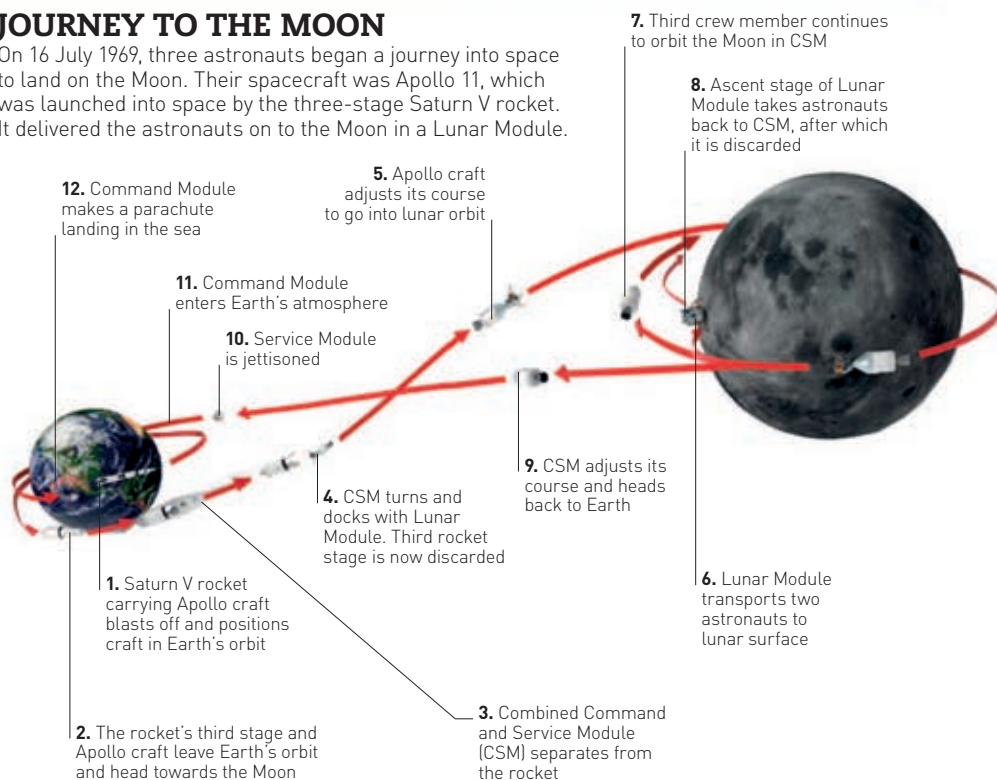 JOURNEY TO THE MOON
On 16 July 1969, three astronauts began a journey into space
to land on the Moon. Their spacecraft was Apollo 11, which
was launched into space by the three-stage Saturn V rocket.
It delivered the astronauts on to the Moon in a Lunar Module.
7. Third crew member continues
to orbit the Moon in CSM
8. Ascent stage of Lunar
Module takes astronauts
back to CSM, after which
it is discarded
5. Apollo craft
adjusts its course
to go into lunar orbit
12. Command Module
makes a parachute
landing in the sea
11. Command Module
enters Earth’s atmosphere
10. Service Module
is jettisoned
9. CSM adjusts its
course and heads
back to Earth
4. CSM turns and
docks with Lunar
Module. Third rocket
stage is now discarded
6. Lunar Module
transports two
astronauts to
lunar surface
1. Saturn V rocket
carrying Apollo craft
blasts off and positions
craft in Earth’s orbit
2. The rocket’s third stage and
Apollo craft leave Earth’s orbit
and head towards the Moon
3. Combined Command
and Service Module
(CSM) separates from
the rocket